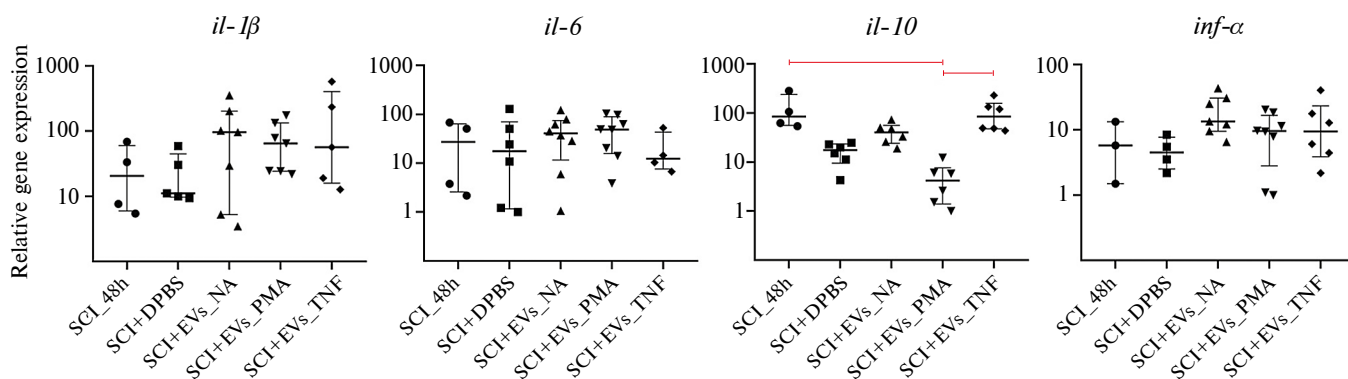 il-1β
il-6
il-10
inf-α
Relative gene expression
1000
100
10
1000
100
10
1
1000
100
10
1
100
10
1
SCI_48h
SCI+DPBS
SCI+EVs_NA
SCI+EVs_PMA
SCI+EVs_TNF
SCI_48h
SCI+DPBS
SCI+EVs_NA
SCI+EVs_PMA
SCI+EVs_TNF
SCI_48h
SCI+DPBS
SCI+EVs_NA
SCI+EVs_PMA
SCI+EVs_TNF
SCI_48h
SCI+DPBS
SCI+EVs_NA
SCI+EVs_PMA
SCI+EVs_TNF